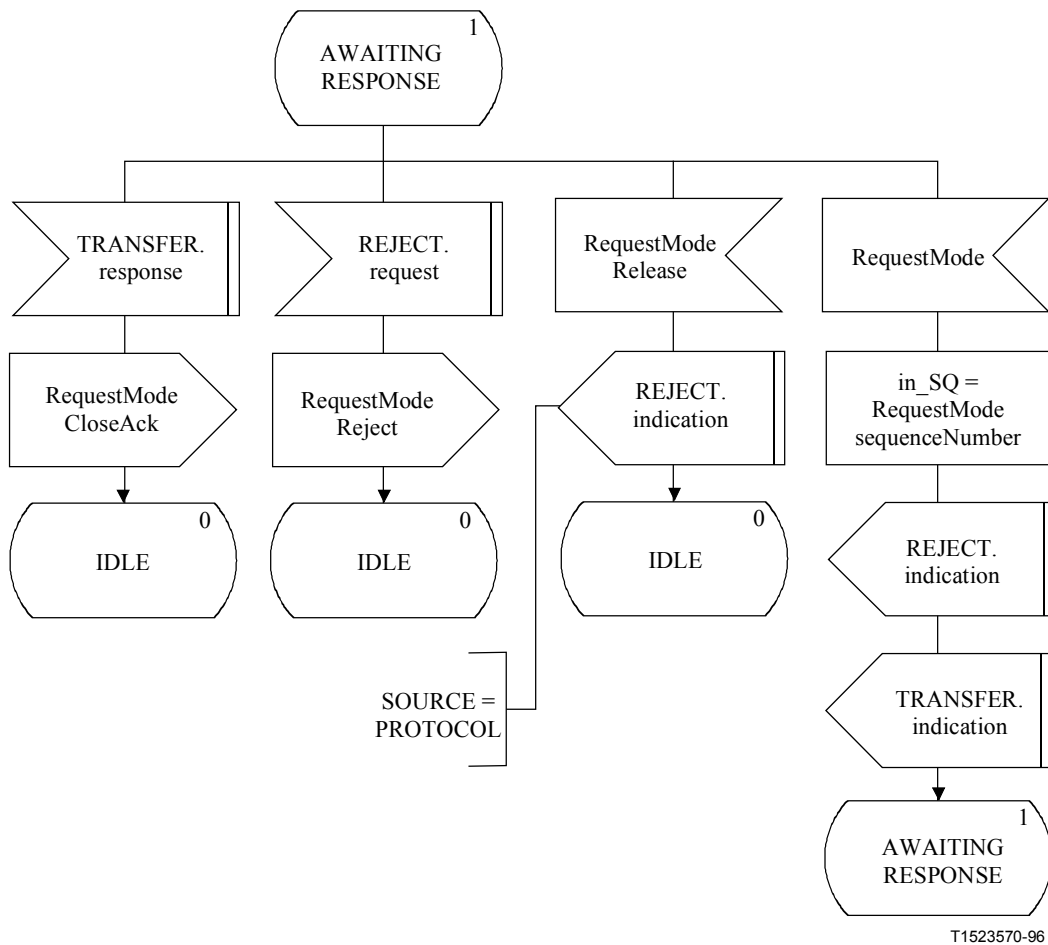 1
AWAITING
RESPONSE
TRANSFER.
response
REJECT.
request
RequestMode
Release
RequestMode
RequestMode
CloseAck
RequestMode
Reject
REJECT.
indication
in_SQ =
RequestMode
sequenceNumber
0
IDLE
0
IDLE
0
IDLE
REJECT.
indication
SOURCE =
PROTOCOL
TRANSFER.
indication
1
AWAITING
RESPONSE
T1523570-96